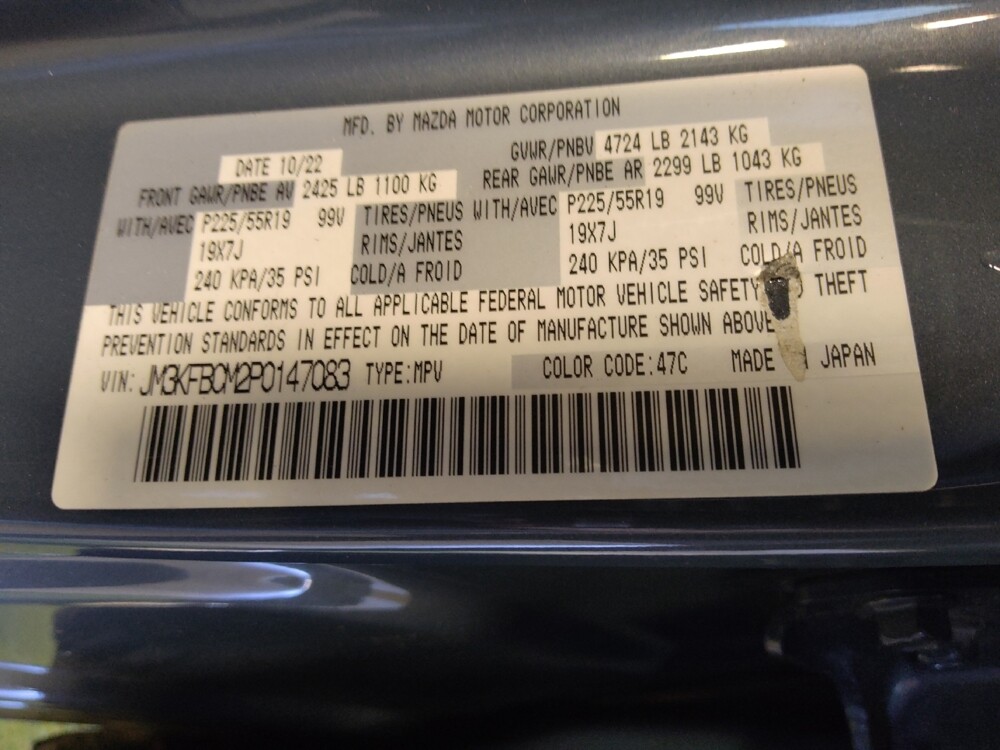 MFD. BY MAZDA MOTOR CORPORATION
DATE 10/22 GVWR/PNBV 4724 LB 2143 KG
FRONT GAWR/PNBE AV 2425 LB 1100 KG REAR GAWR/PNBE AR 2299 LB 1043 KG
WITH/AVEC P225/55R19 99V TIRES/PNEUS WITH/AVEC P225/55R19 99V TIRES/PNEUS
19X7J RIMS/JANTES 19X7J RIMS/JANTES
240 KPA/35 PSI COLD/A FROID 240 KPA/35 PSI COLD/A FROID
THIS VEHICLE CONFORMS TO ALL APPLICABLE FEDERAL MOTOR VEHICLE SAFETY THEFT
PREVENTION STANDARDS IN EFFECT ON THE DATE OF MANUFACTURE SHOWN ABOVE
VIN: JM3KFBCM2P0147083 TYPE:MPV COLOR CODE:47C MADE JAPAN